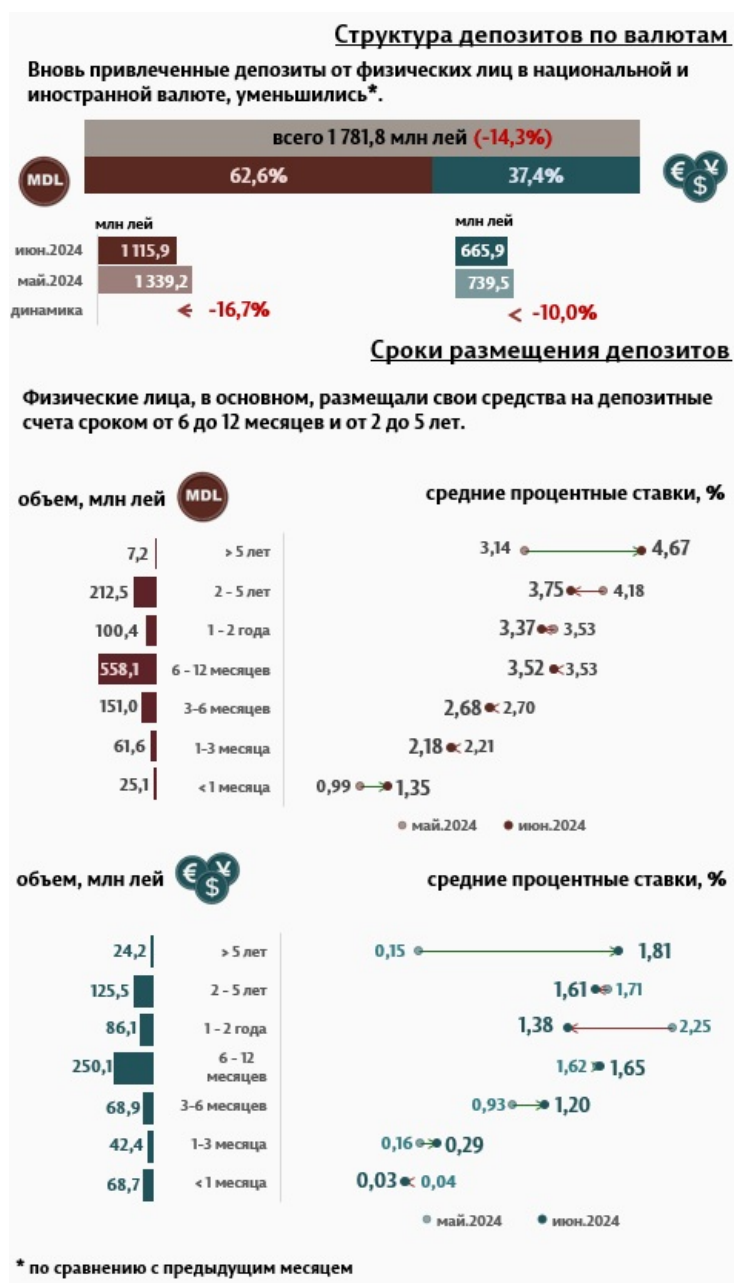 Структура депозитов по валютам
Вновь привлеченные депозиты от физических лиц в национальной и
иностранной валюте, уменьшились*.
всего 1 781,8 млн лей (-14,3%)
MDL 62,6% 37,4% € ¥ $
млн лей млн лей
июн.2024 1 115,9 665,9
май.2024 1 339,2 739,5
динамика -16,7% -10,0%
Сроки размещения депозитов
Физические лица, в основном, размещали свои средства на депозитные
счета сроком от 6 до 12 месяцев и от 2 до 5 лет.
объем, млн лей MDL средние процентные ставки, %
7,2 > 5 лет 3,14 4,67
212,5 2 - 5 лет 3,75 4,18
100,4 1 - 2 года 3,37 3,53
558,1 6 - 12 месяцев 3,52 3,53
151,0 3-6 месяцев 2,68 2,70
61,6 1-3 месяца 2,18 2,21
25,1 < 1 месяца 0,99 1,35
май.2024 июн.2024
объем, млн лей € ¥ $ средние процентные ставки, %
24,2 > 5 лет 0,15 1,81
125,5 2 - 5 лет 1,61 1,71
86,1 1 - 2 года 1,38 2,25
250,1 6 - 12 1,62 1,65
месяцев
68,9 3-6 месяцев 0,93 1,20
42,4 1-3 месяца 0,16 0,29
68,7 < 1 месяца 0,03 0,04
май.2024 июн.2024
* по сравнению с предыдущим месяцем